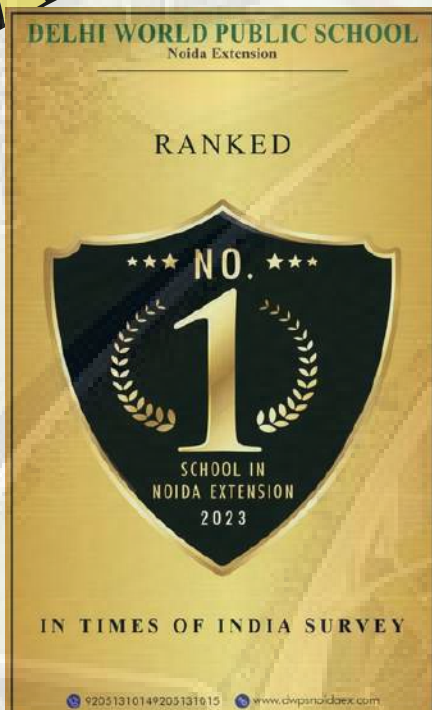 DELHI WORLD PUBLIC SCHOOL
Noida Extension
RANKED
NO.
1
SCHOOL IN
NOIDA EXTENSION
2023
IN TIMES OF INDIA SURVEY
92051310149205131015 www.dwpsnoidaex.com